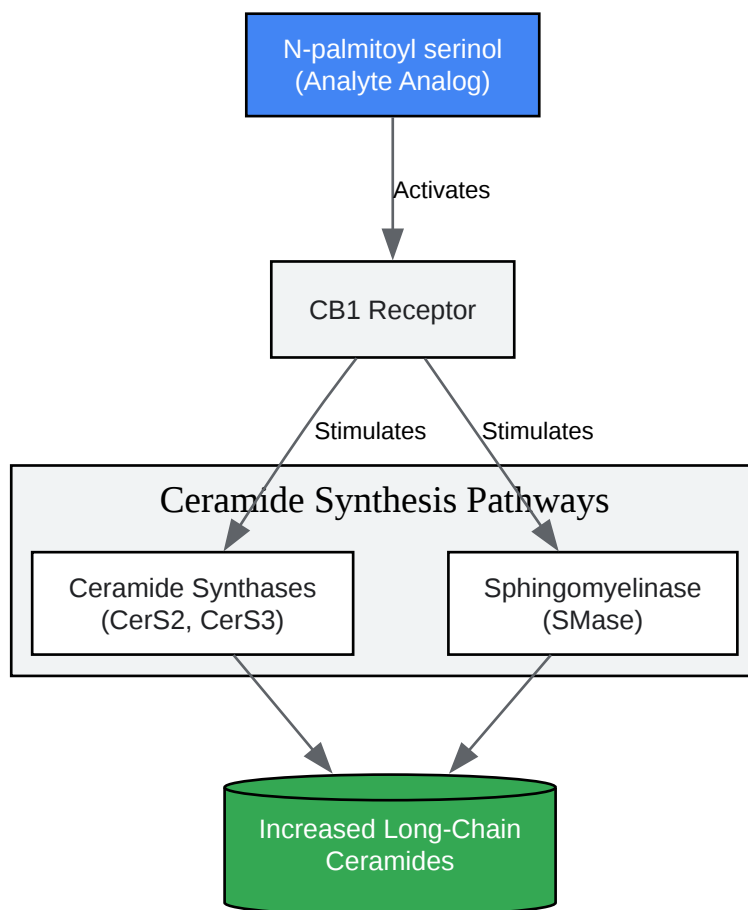 N-palmitoyl serinol
(Analyte Analog)
Activates
CB1 Receptor
Stimulates
Stimulates
Ceramide Synthesis Pathways
Ceramide Synthases
(CerS2, CerS3)
Sphingomyelinase
(SMase)
Increased Long-Chain
Ceramides